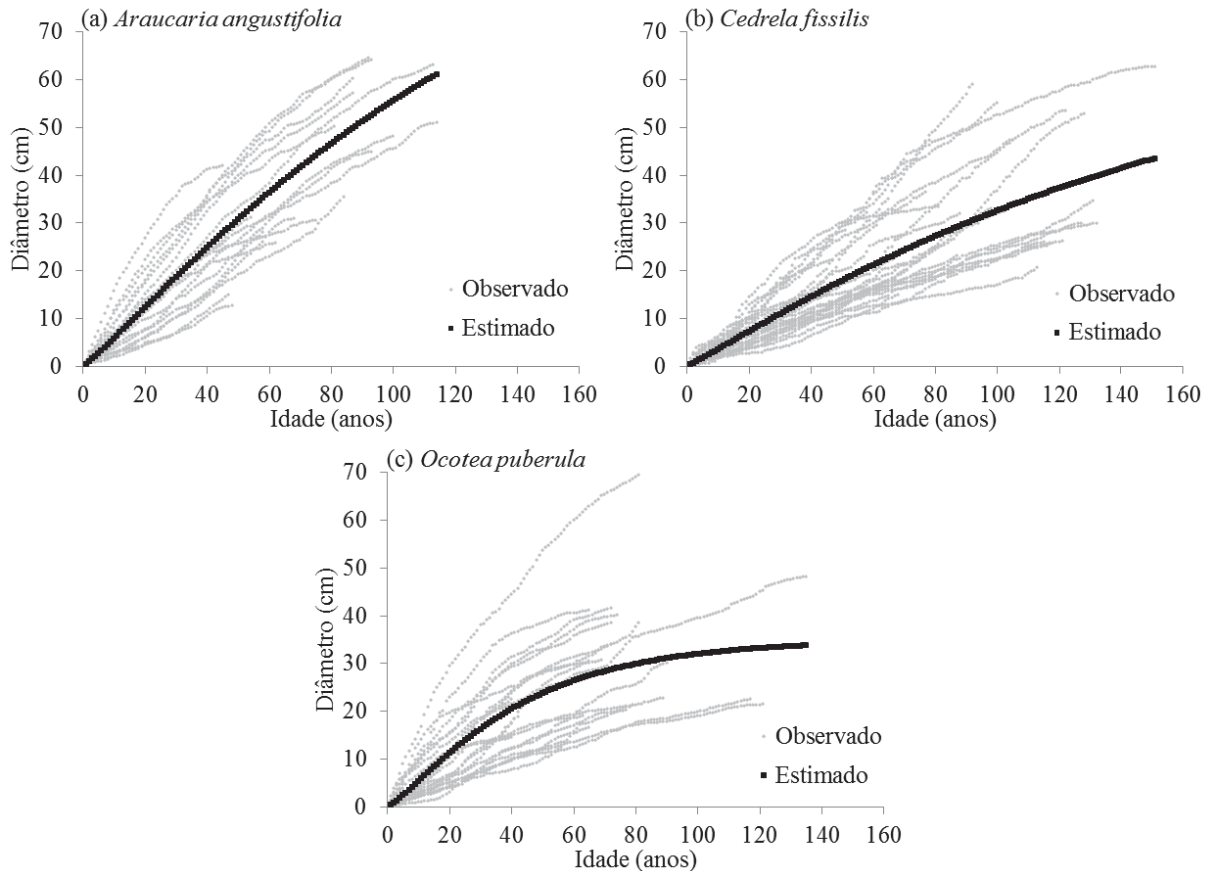 (a) Araucaria angustifolia
Diâmetro (cm)
70
60
50
40
30
20
10
0
0 20 40 60 80 100 120 140 160
Idade (anos)
Observado
Estimado
(b) Cedrela fissilis
Diâmetro (cm)
70
60
50
40
30
20
10
0
0 20 40 60 80 100 120 140 160
Idade (anos)
Observado
Estimado
(c) Ocotea puberula
Diâmetro (cm)
70
60
50
40
30
20
10
0
0 20 40 60 80 100 120 140 160
Idade (anos)
Observado
Estimado